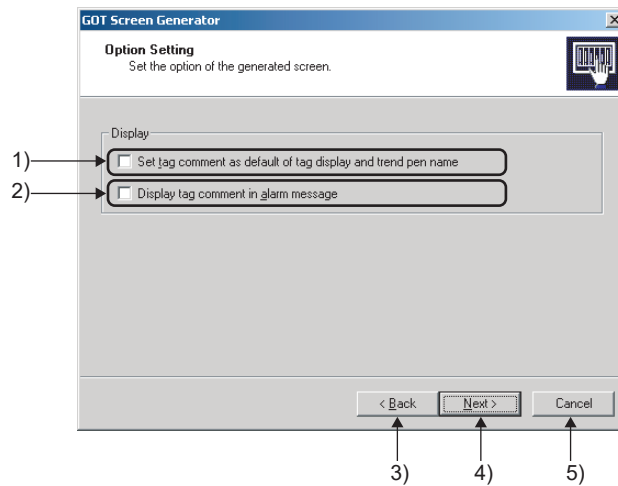 GOT Screen Generator
Option Setting
Set the option of the generated screen.
Display
1)
Set tag comment as default of tag display and trend pen name
2)
Display tag comment in alarm message
< Back
Next >
Cancel
3)
4)
5)